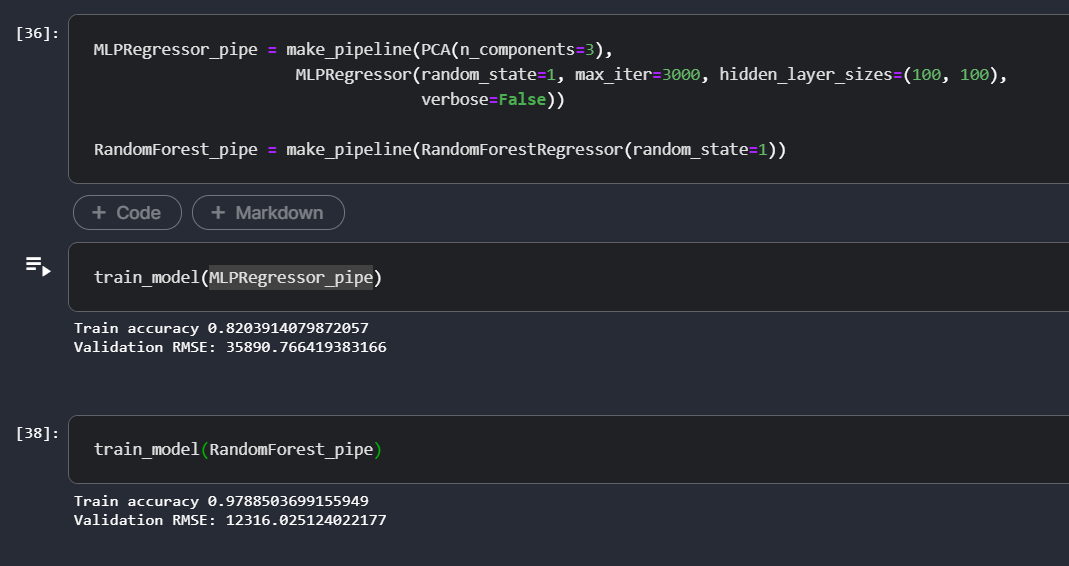 [36]:
MLPRegressor_pipe = make_pipeline(PCA(n_components=3),
MLPRegressor(random_state=1, max_iter=3000, hidden_layer_sizes=(100, 100),
verbose=False))
RandomForest_pipe = make_pipeline(RandomForestRegressor(random_state=1))
+ Code + Markdown
train_model(MLPRegressor_pipe)
Train accuracy 0.8203914079872057
Validation RMSE: 35890.766419383166
[38]:
train_model(RandomForest_pipe)
Train accuracy 0.9788503699155949
Validation RMSE: 12316.025124022177